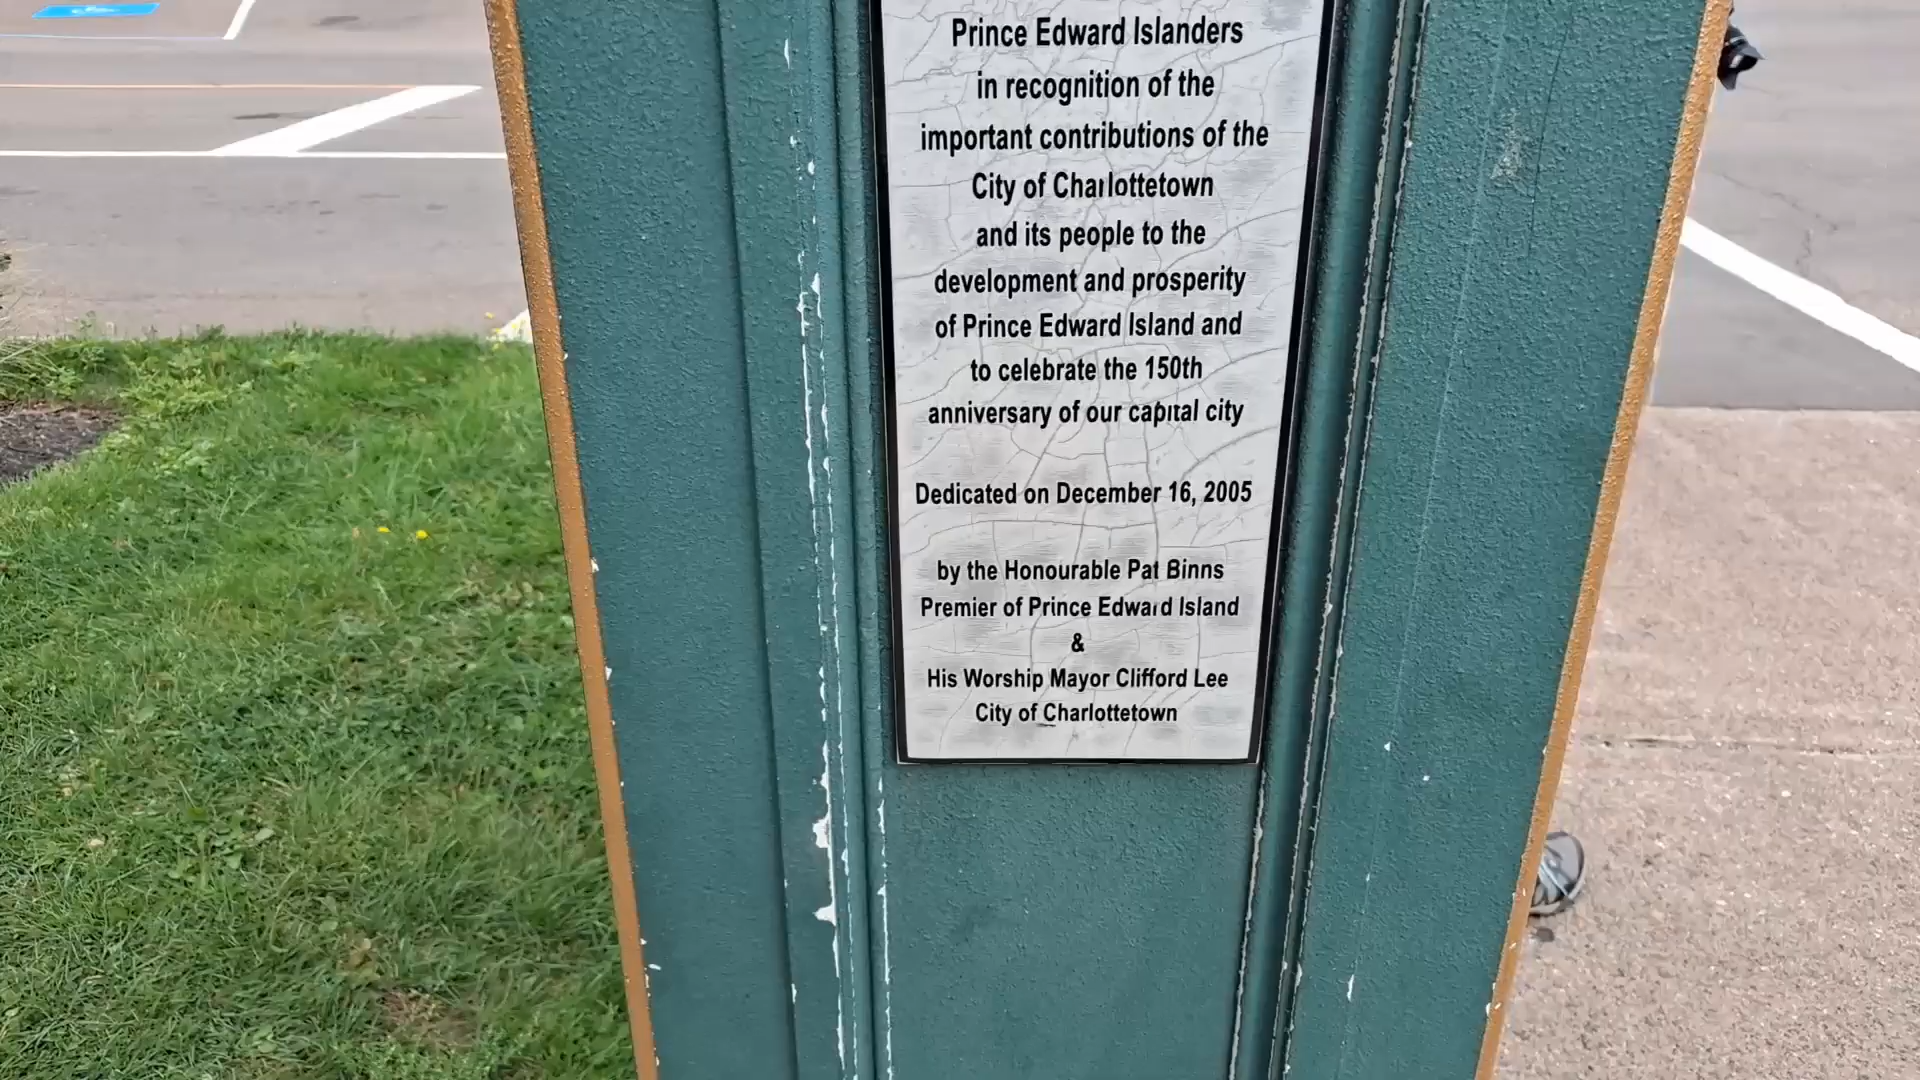 Prince Edward Islanders
in recognition of the
important contributions of the
City of Charlottetown
and its people to the
development and prosperity
of Prince Edward Island and
to celebrate the 150th
anniversary of our capital city
Dedicated on December 16, 2005
by the Honourable Pat Binns
Premier of Prince Edward Island
&
His Worship Mayor Clifford Lee
City of Charlottetown